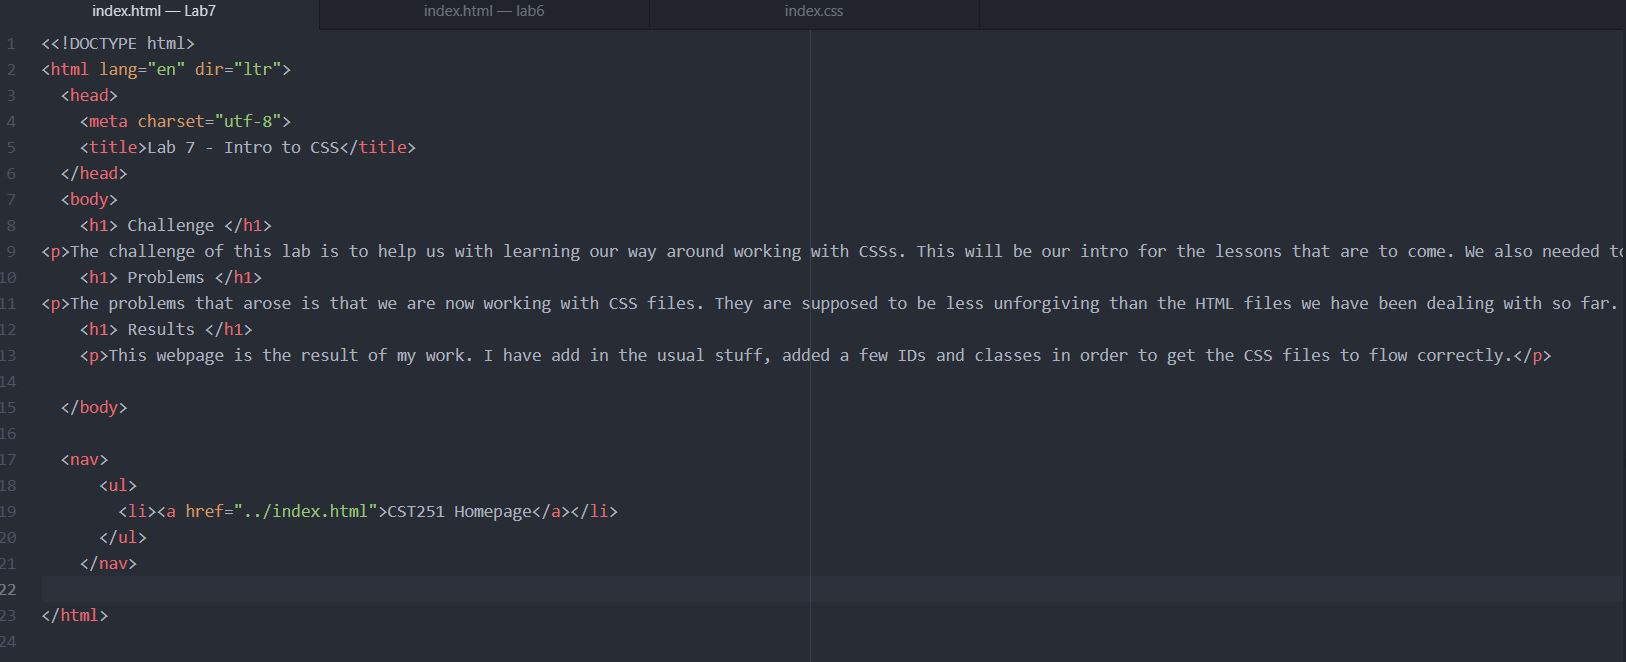 index.html — Lab7 index.html — lab6 index.css
1 <<!DOCTYPE html>
2 <html lang="en" dir="ltr">
3 <head>
4 <meta charset="utf-8">
5 <title>Lab 7 - Intro to CSS</title>
6 </head>
7 <body>
8 <h1> Challenge </h1>
9 <p>The challenge of this lab is to help us with learning our way around working with CSSs. This will be our intro for the lessons that are to come. We also needed to
10 <h1> Problems </h1>
11 <p>The problems that arose is that we are now working with CSS files. They are supposed to be less unforgiving than the HTML files we have been dealing with so far.
12 <h1> Results </h1>
13 <p>This webpage is the result of my work. I have add in the usual stuff, added a few IDs and classes in order to get the CSS files to flow correctly.</p>
14
15 </body>
16
17 <nav>
18 <ul>
19 <li><a href="../index.html">CST251 Homepage</a></li>
20 </ul>
21 </nav>
22
23 </html>
24